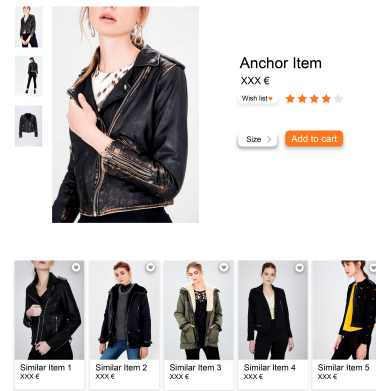 Anchor Item
XXX €
Wish list
Size
Add to cart
Similar Item 1
XXX €
Similar Item 2
XXX €
Similar Item 3
XXX €
Similar Item 4
XXX €
Similar Item 5
XXX €